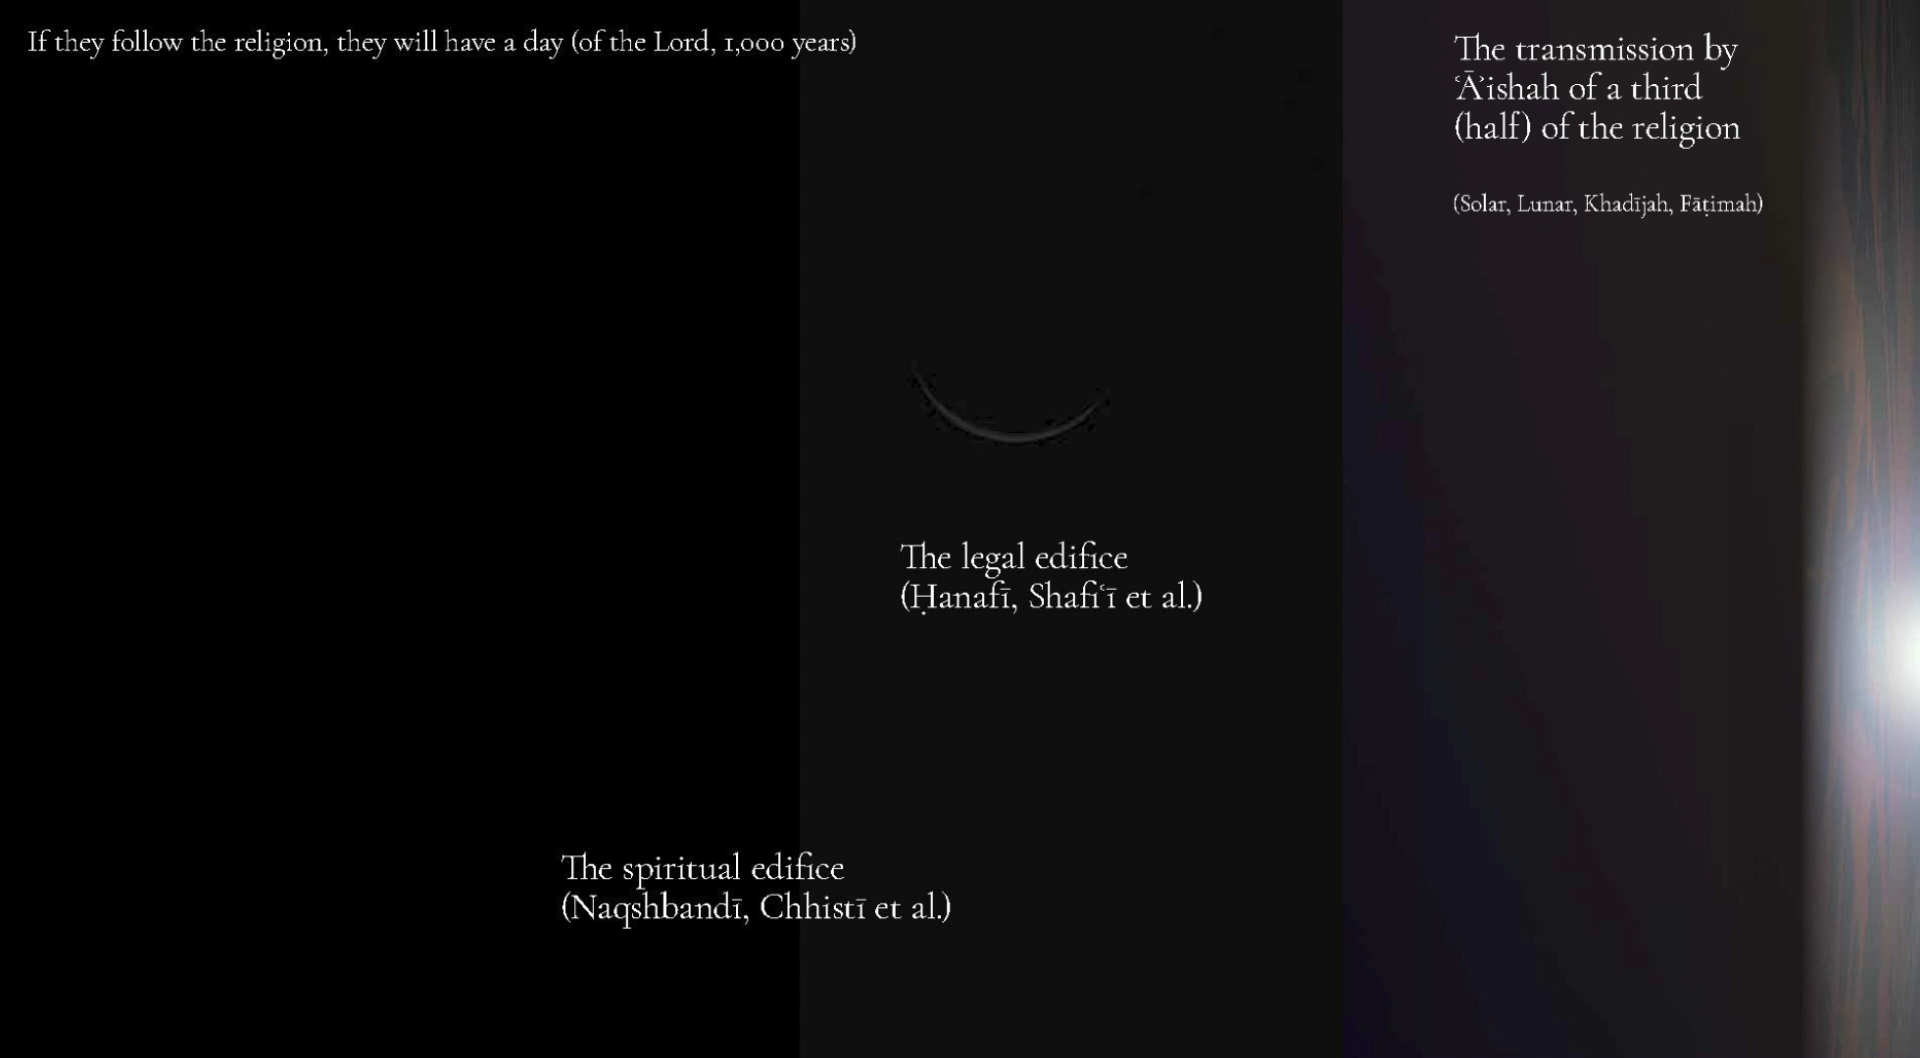 If they follow the religion, they will have a day (of the Lord, 1,000 years)
The transmission by
ʿĀʾishah of a third
(half) of the religion
(Solar, Lunar, Khadījah, Fāṭimah)
The legal edifice
(Ḥanafī, Shafiʿī et al.)
The spiritual edifice
(Naqshbandī, Chhistī et al.)